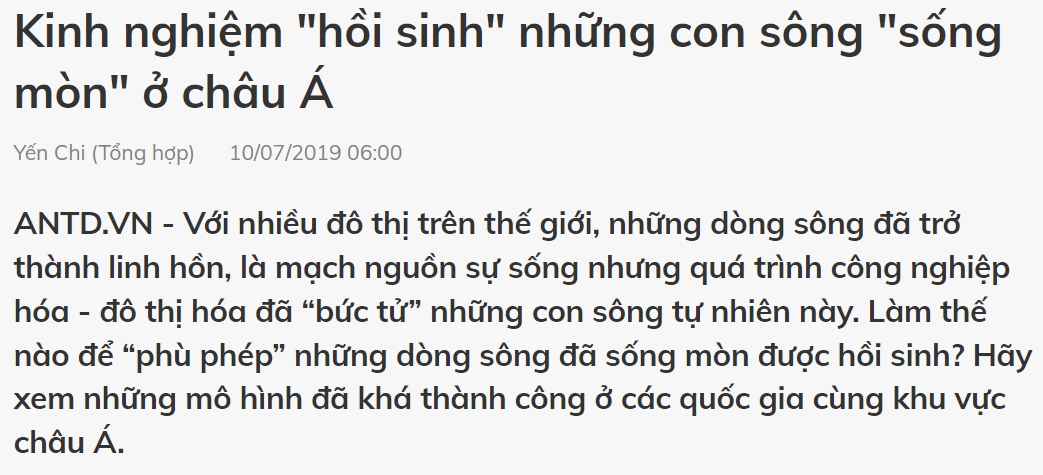 Kinh nghiệm "hồi sinh" những con sông "sống
mòn" ở châu Á
Yến Chi (Tổng hợp) 10/07/2019 06:00
ANTD.VN - Với nhiều đô thị trên thế giới, những dòng sông đã trở
thành linh hồn, là mạch nguồn sự sống nhưng quá trình công nghiệp
hóa - đô thị hóa đã “bức tử” những con sông tự nhiên này. Làm thế
nào để “phù phép” những dòng sông đã sống mòn được hồi sinh? Hãy
xem những mô hình đã khá thành công ở các quốc gia cùng khu vực
châu Á.